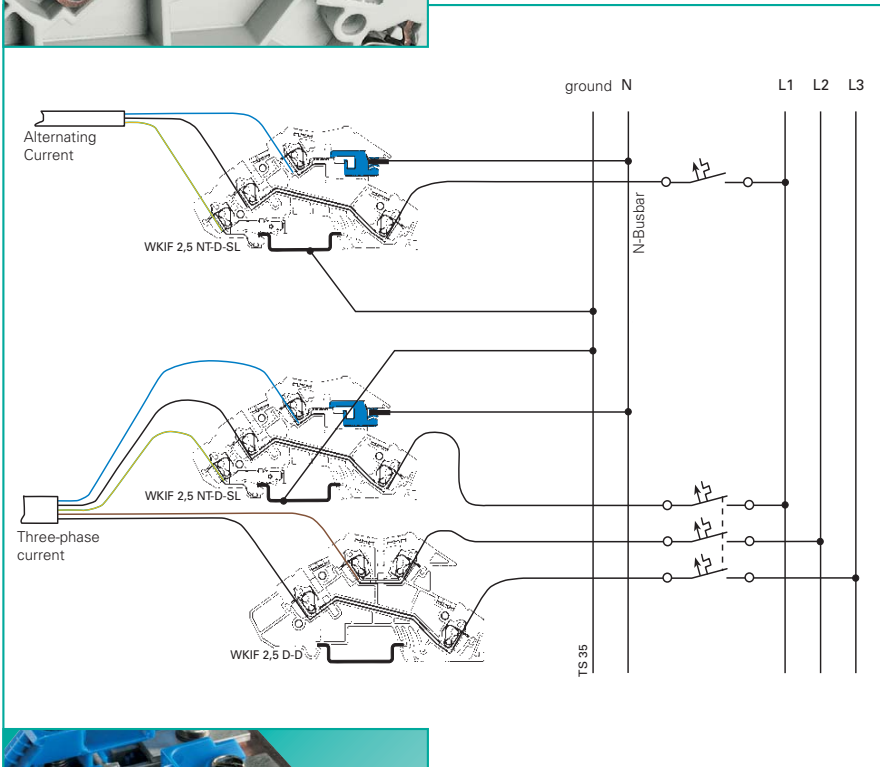 ground N L1 L2 L3
Alternating
Current
N-Busbar
WKIF 2,5 NT-D-SL
WKIF 2,5 NT-D-SL
Three-phase
current
WKIF 2,5 D-D
TS 35